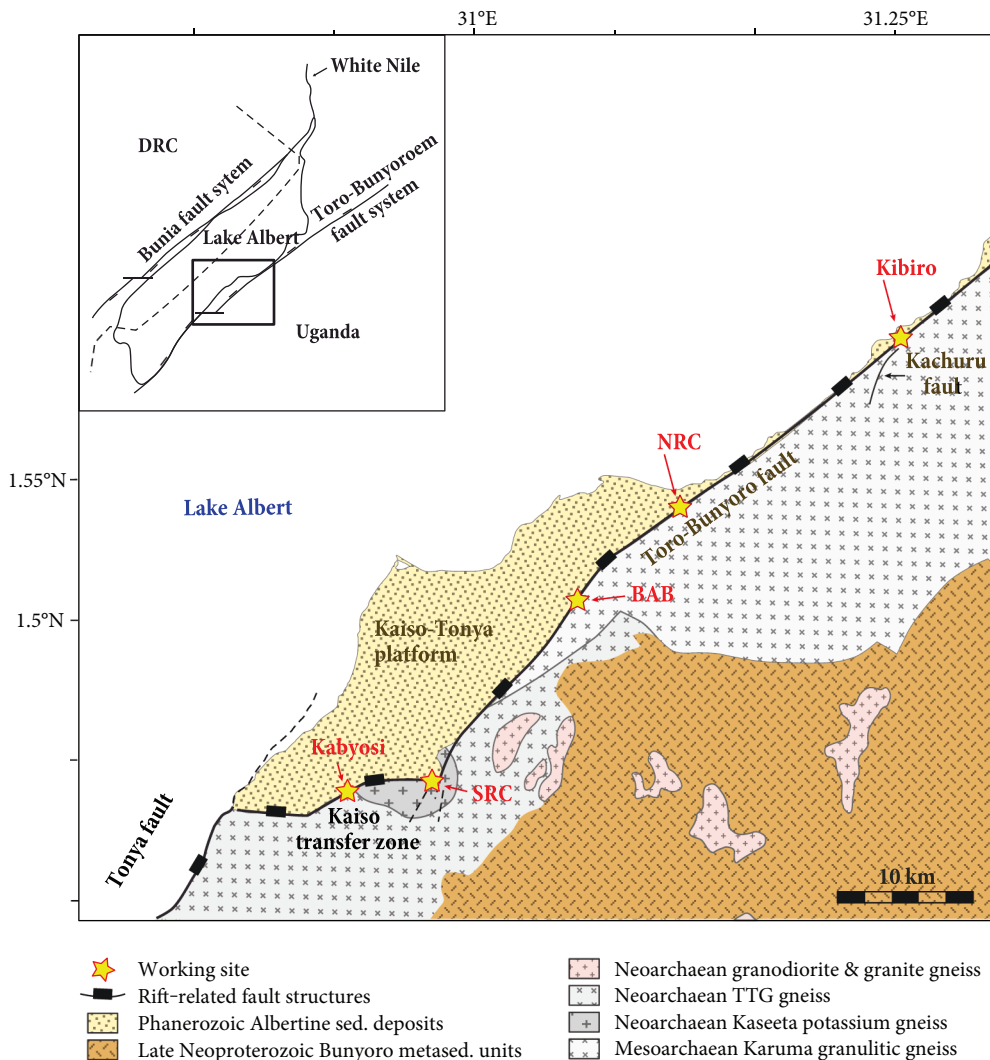 31°E
31.25°E
White Nile
DRC
Bunia fault sytem
Toro-Bunyoroem
fault system
Lake Albert
Uganda
Kibiro
Kachuru
fault
NRC
1.55°N
Toro-Bunyoro fault
Lake Albert
BAB
1.5°N
Kaiso-Tonya
platform
Kabyosi
SRC
Kaiso
transfer zone
Tonya fault
10 km
Working site
Rift-related fault structures
Phanerozoic Albertine sed. deposits
Late Neoproterozoic Bunyoro metased. units
Neoarchaean granodiorite & granite gneiss
Neoarchaean TTG gneiss
Neoarchaean Kaseeta potassium gneiss
Mesoarchaean Karuma granulitic gneiss